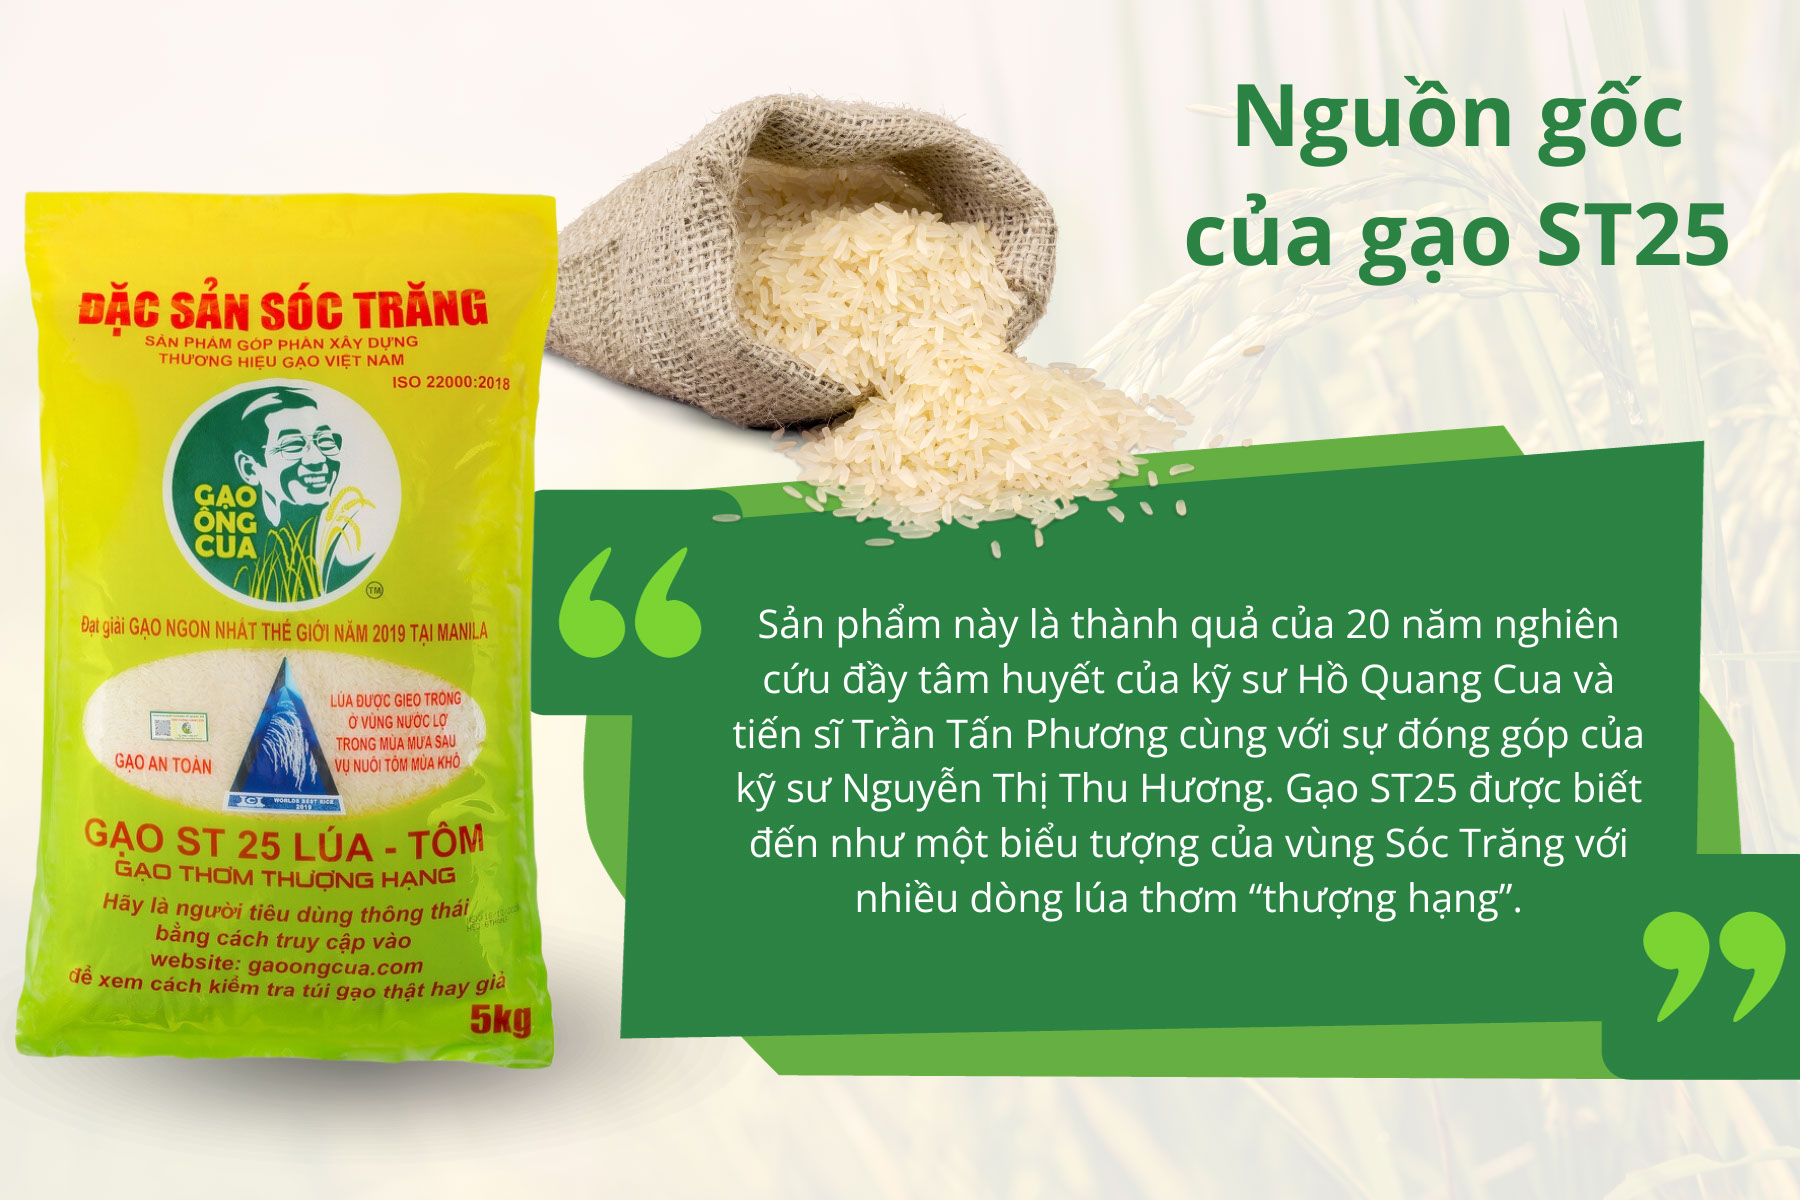 Nguồn gốc
của gạo ST25
ĐẶC SẢN SÓC TRĂNG
SẢN PHẨM GÓP PHẦN XÂY DỰNG
THƯƠNG HIỆU GẠO VIỆT NAM
ISO 22000:2018
GẠO
ÔNG
CUA
TM
Đạt giải GẠO NGON NHẤT THẾ GIỚI NĂM 2019 TẠI MANILA
LÚA ĐƯỢC GIEO TRỒNG
Ở VÙNG NƯỚC LỢ
TRONG MÙA MƯA SAU
VỤ NUÔI TÔM MÙA KHÔ
GẠO AN TOÀN
WORLDS BEST RICE
2019
GẠO ST 25 LÚA - TÔM
GẠO THƠM THƯỢNG HẠNG
Hãy là người tiêu dùng thông thái
bằng cách truy cập vào
website: gaoongcua.com
để xem cách kiểm tra túi gạo thật hay giả
5kg
“
Sản phẩm này là thành quả của 20 năm nghiên
cứu đầy tâm huyết của kỹ sư Hồ Quang Cua và
tiến sĩ Trần Tấn Phương cùng với sự đóng góp của
kỹ sư Nguyễn Thị Thu Hương. Gạo ST25 được biết
đến như một biểu tượng của vùng Sóc Trăng với
nhiều dòng lúa thơm “thượng hạng”.
”